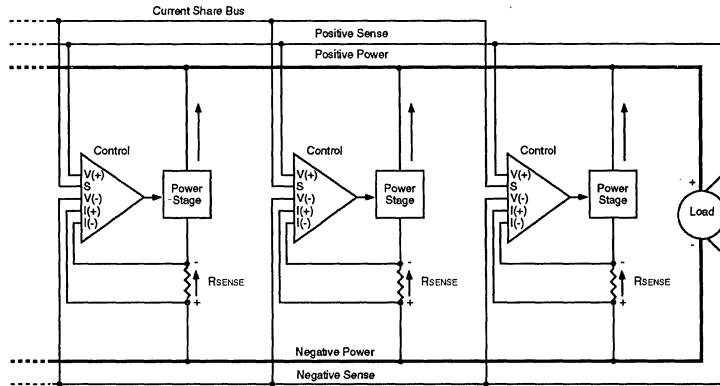 Current Share Bus
Positive Sense
Positive Power
Control
V(+)
S
V(-)
I(+)
I(-)
Power
Stage
-
RSENSE
+
Control
V(+)
S
V(-)
I(+)
I(-)
Power
Stage
-
RSENSE
+
Control
V(+)
S
V(-)
I(+)
I(-)
Power
Stage
-
RSENSE
+
+
Load
-
Negative Power
Negative Sense